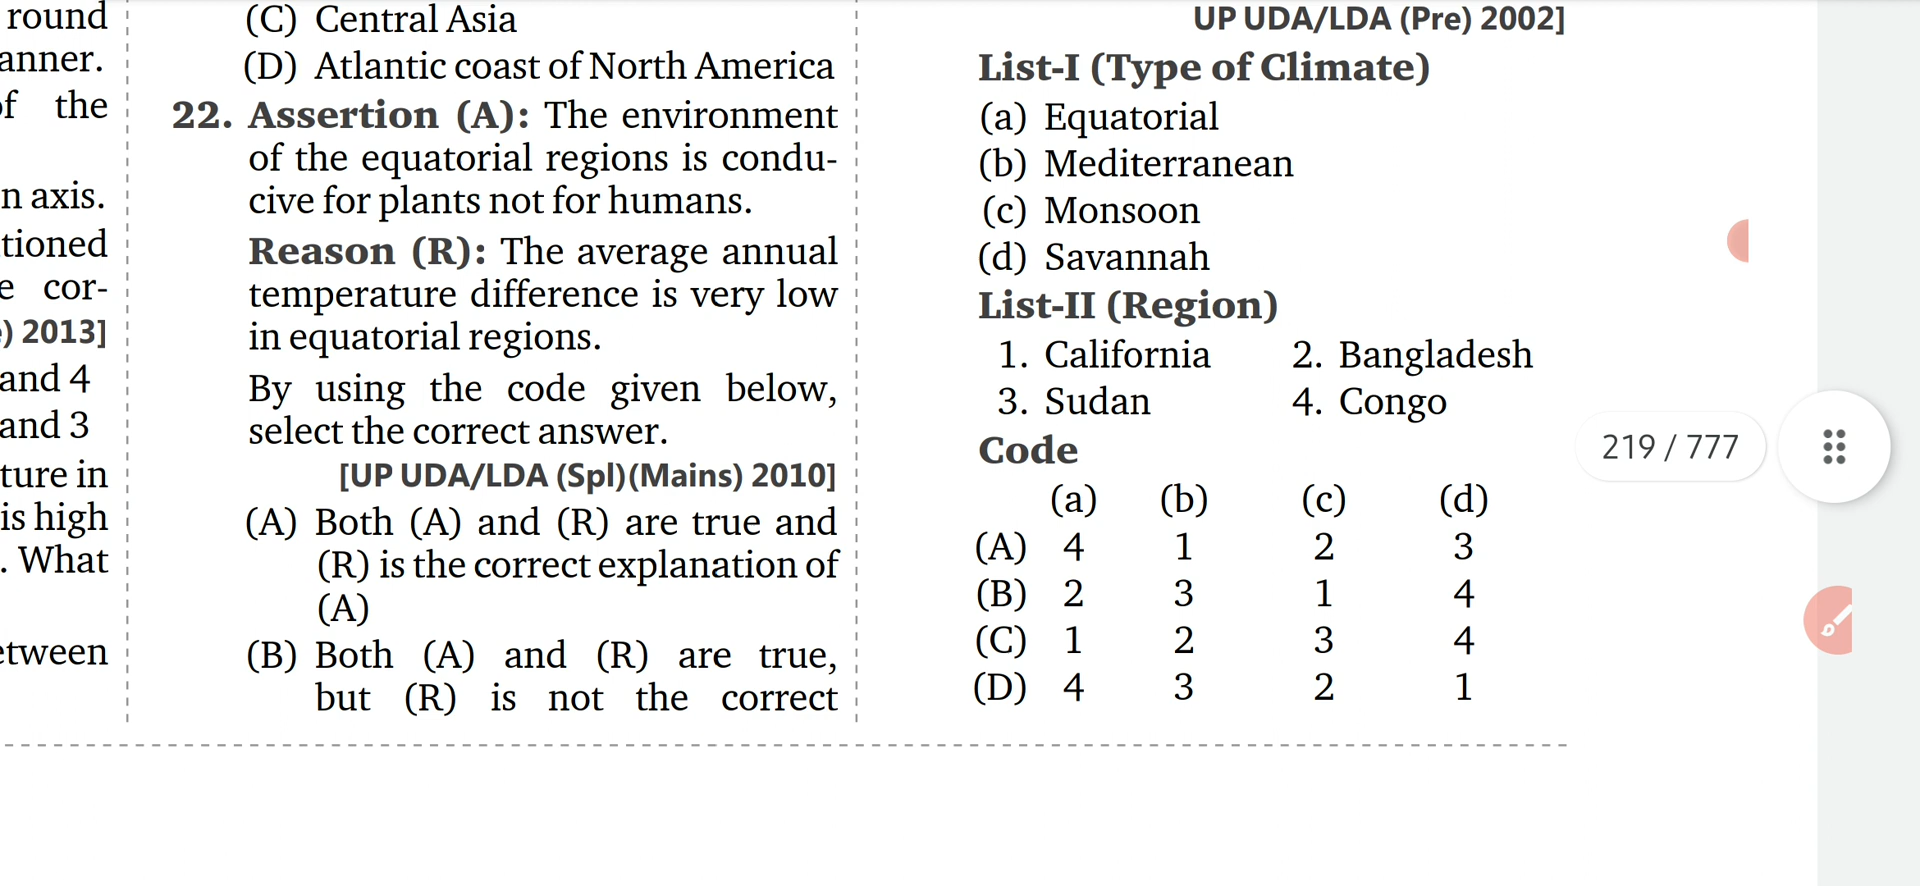 round
anner.
of the
n axis.
tioned
e cor-
) 2013]
and 4
and 3
ture in
is high
. What
etween
(C) Central Asia
(D) Atlantic coast of North America
22. Assertion (A): The environment
of the equatorial regions is condu-
cive for plants not for humans.
Reason (R): The average annual
temperature difference is very low
in equatorial regions.
By using the code given below,
select the correct answer.
[UP UDA/LDA (Spl)(Mains) 2010]
(A) Both (A) and (R) are true and
(R) is the correct explanation of
(A)
(B) Both (A) and (R) are true,
but (R) is not the correct
UP UDA/LDA (Pre) 2002]
List-I (Type of Climate)
(a) Equatorial
(b) Mediterranean
(c) Monsoon
(d) Savannah
List-II (Region)
1. California 2. Bangladesh
3. Sudan 4. Congo
Code
(a) (b) (c) (d)
(A) 4 1 2 3
(B) 2 3 1 4
(C) 1 2 3 4
(D) 4 3 2 1
219 / 777